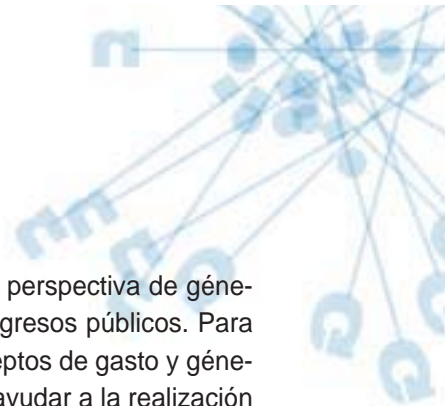 perspectiva de géne-
gresos públicos. Para
eptos de gasto y géne-
ayudar a la realización